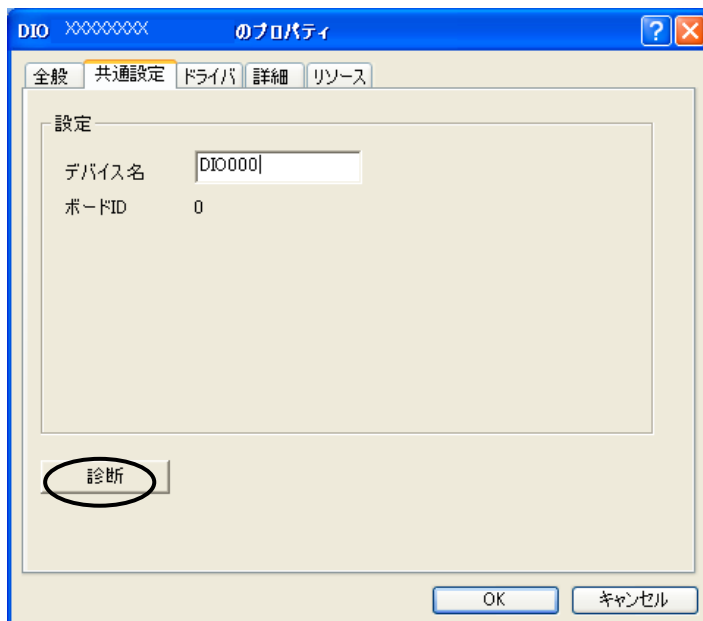 DIO XXXXXXXX のプロパティ
全般 共通設定 ドライバ 詳細 リソース
設定
デバイス名 DIO000
ボードID 0
診断
OK キャンセル